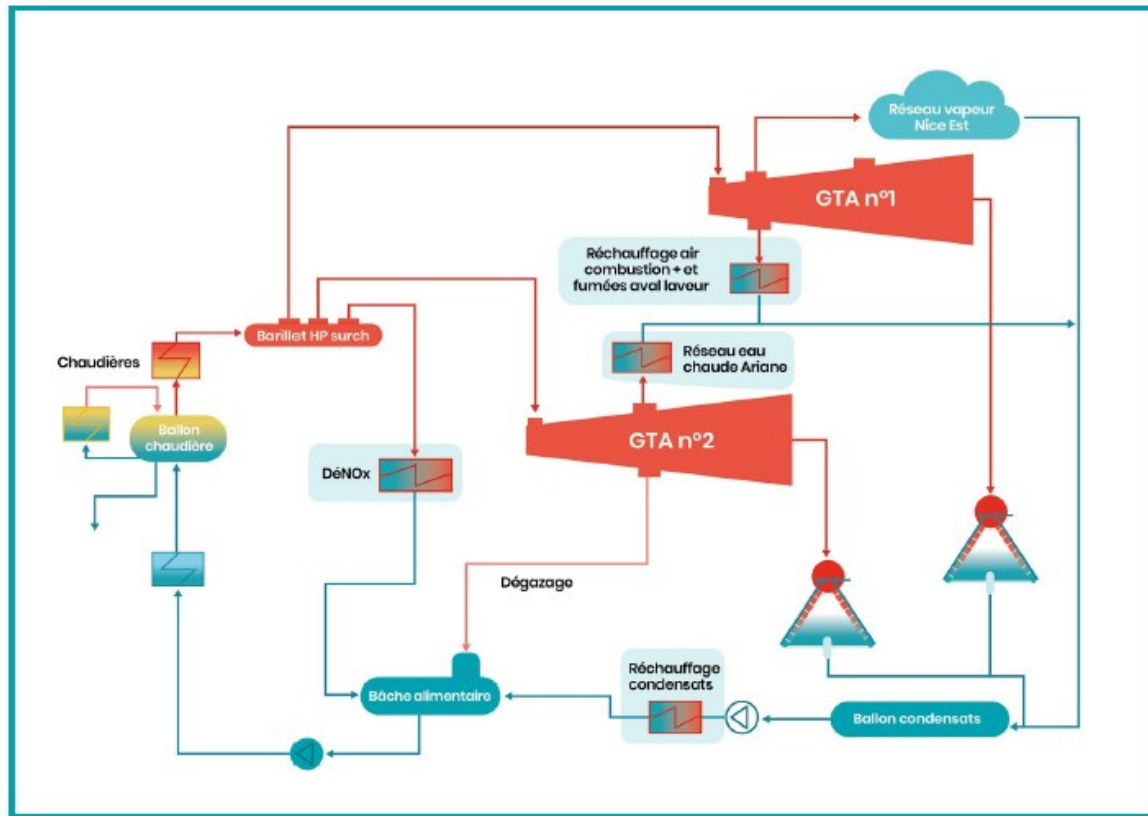 Réseau vapeur
Nice Est
GTA n°1
Réchauffage air
combustion + et
fumées aval laveur
Barillet HP surch
Chaudières
Réseau eau
chaude Ariane
Ballon
chaudière
GTA n°2
DéNOx
Dégazage
Réchauffage
condensats
Bâche alimentaire
Ballon condensats